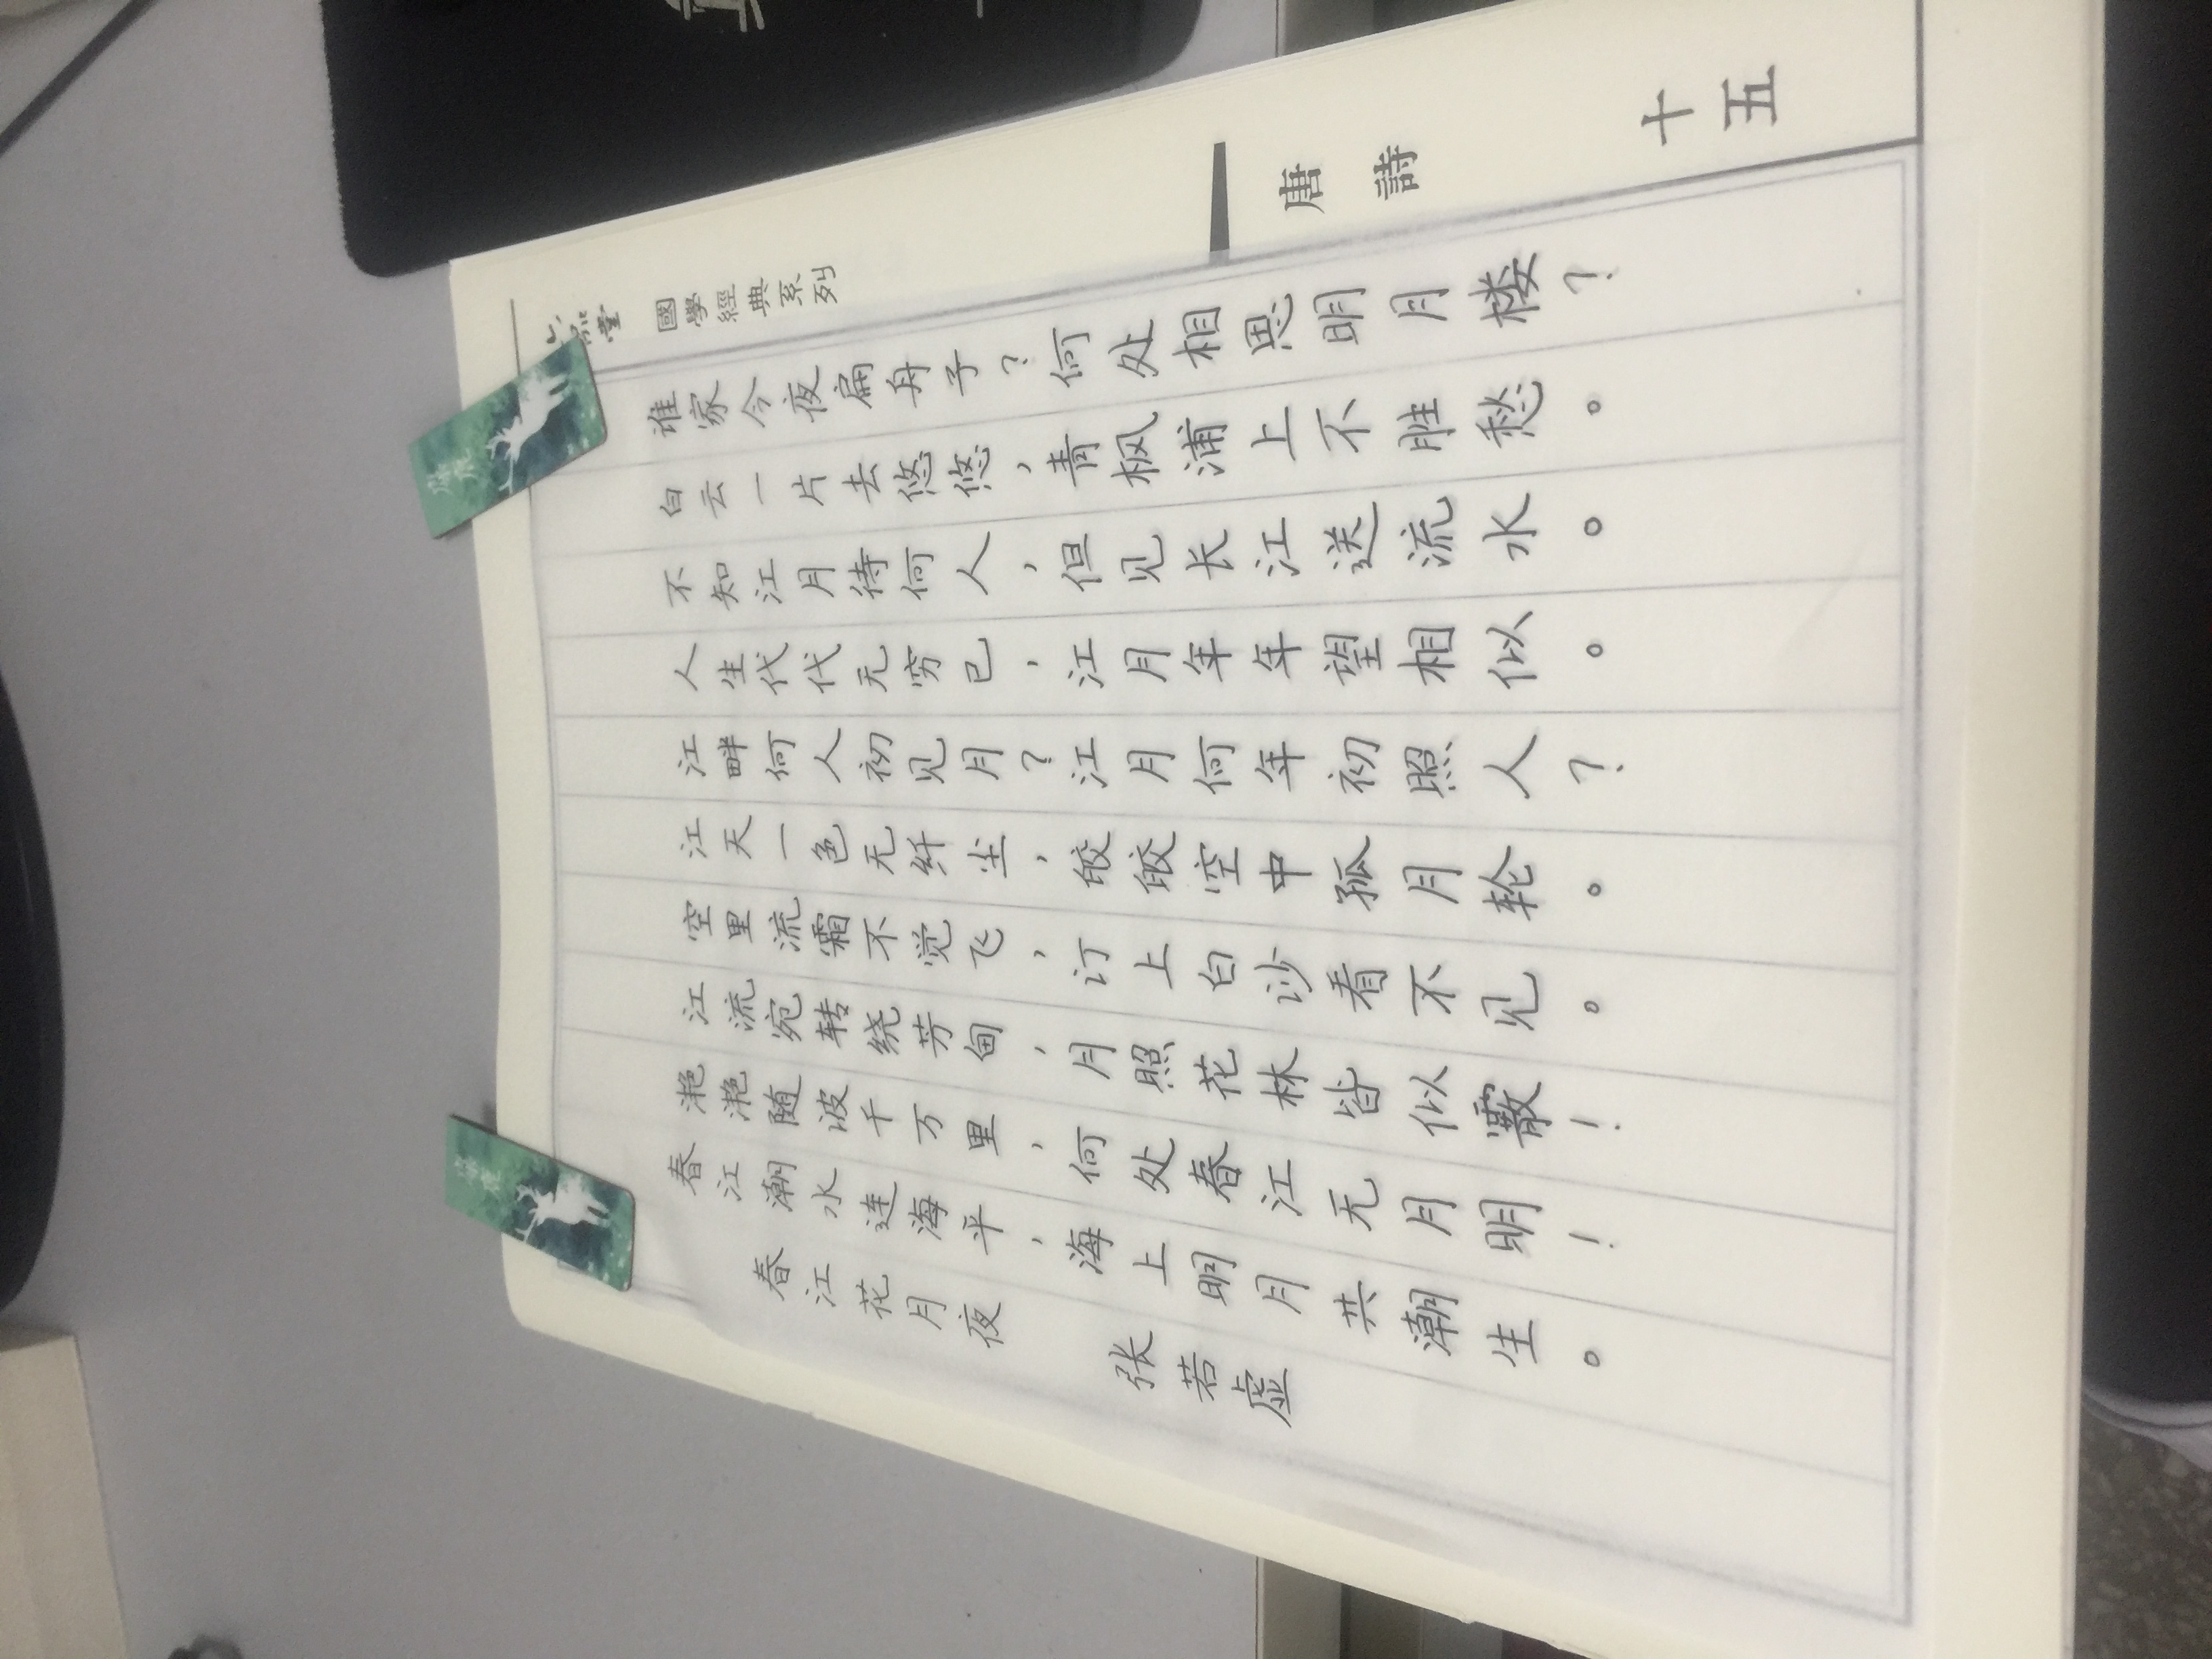 春江花月夜 张若虚
春江潮水连海平，海上明月共潮生。
滟滟随波千万里，何处春江无月明！
江流宛转绕芳甸，月照花林皆似霰！
空里流霜不觉飞，汀上白沙看不见。
江天一色无纤尘，皎皎空中孤月轮。
江畔何人初见月？江月何年初照人？
人生代代无穷已，江月年年望相似。
不知江月待何人，但见长江送流水。
白云一片去悠悠，青枫浦上不胜愁。
谁家今夜扁舟子？何处相思明月楼？
六品堂 國學經典系列
唐詩
十五
麋鹿
麋鹿